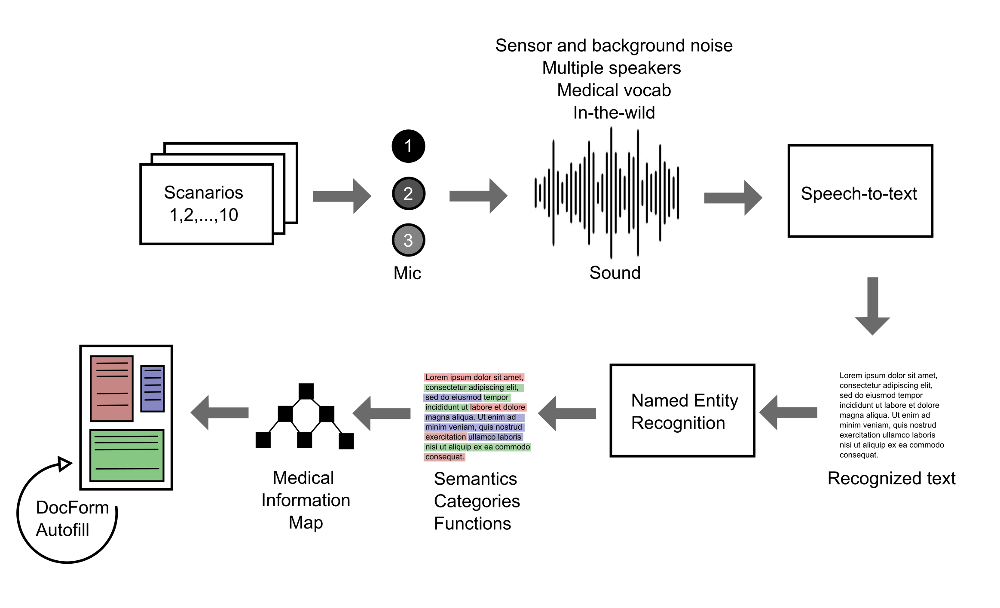 Sensor and background noise
Multiple speakers
Medical vocab
In-the-wild
Scanarios
1,2,...,10
1
2
3
Mic
Sound
Speech-to-text
Lorem ipsum dolor sit amet,
consectetur adipiscing elit,
sed do eiusmod tempor
incididunt ut labore et dolore
magna aliqua. Ut enim ad
minim veniam, quis nostrud
exercitation ullamco laboris
nisi ut aliquip ex ea commodo
consequat.
Recognized text
Named Entity
Recognition
Lorem ipsum dolor sit amet,
consectetur adipiscing elit,
sed do eiusmod tempor
incididunt ut labore et dolore
magna aliqua. Ut enim ad
minim veniam, quis nostrud
exercitation ullamco laboris
nisi ut aliquip ex ea commodo
consequat.
Semantics
Categories
Functions
Medical
Information
Map
DocForm
Autofill